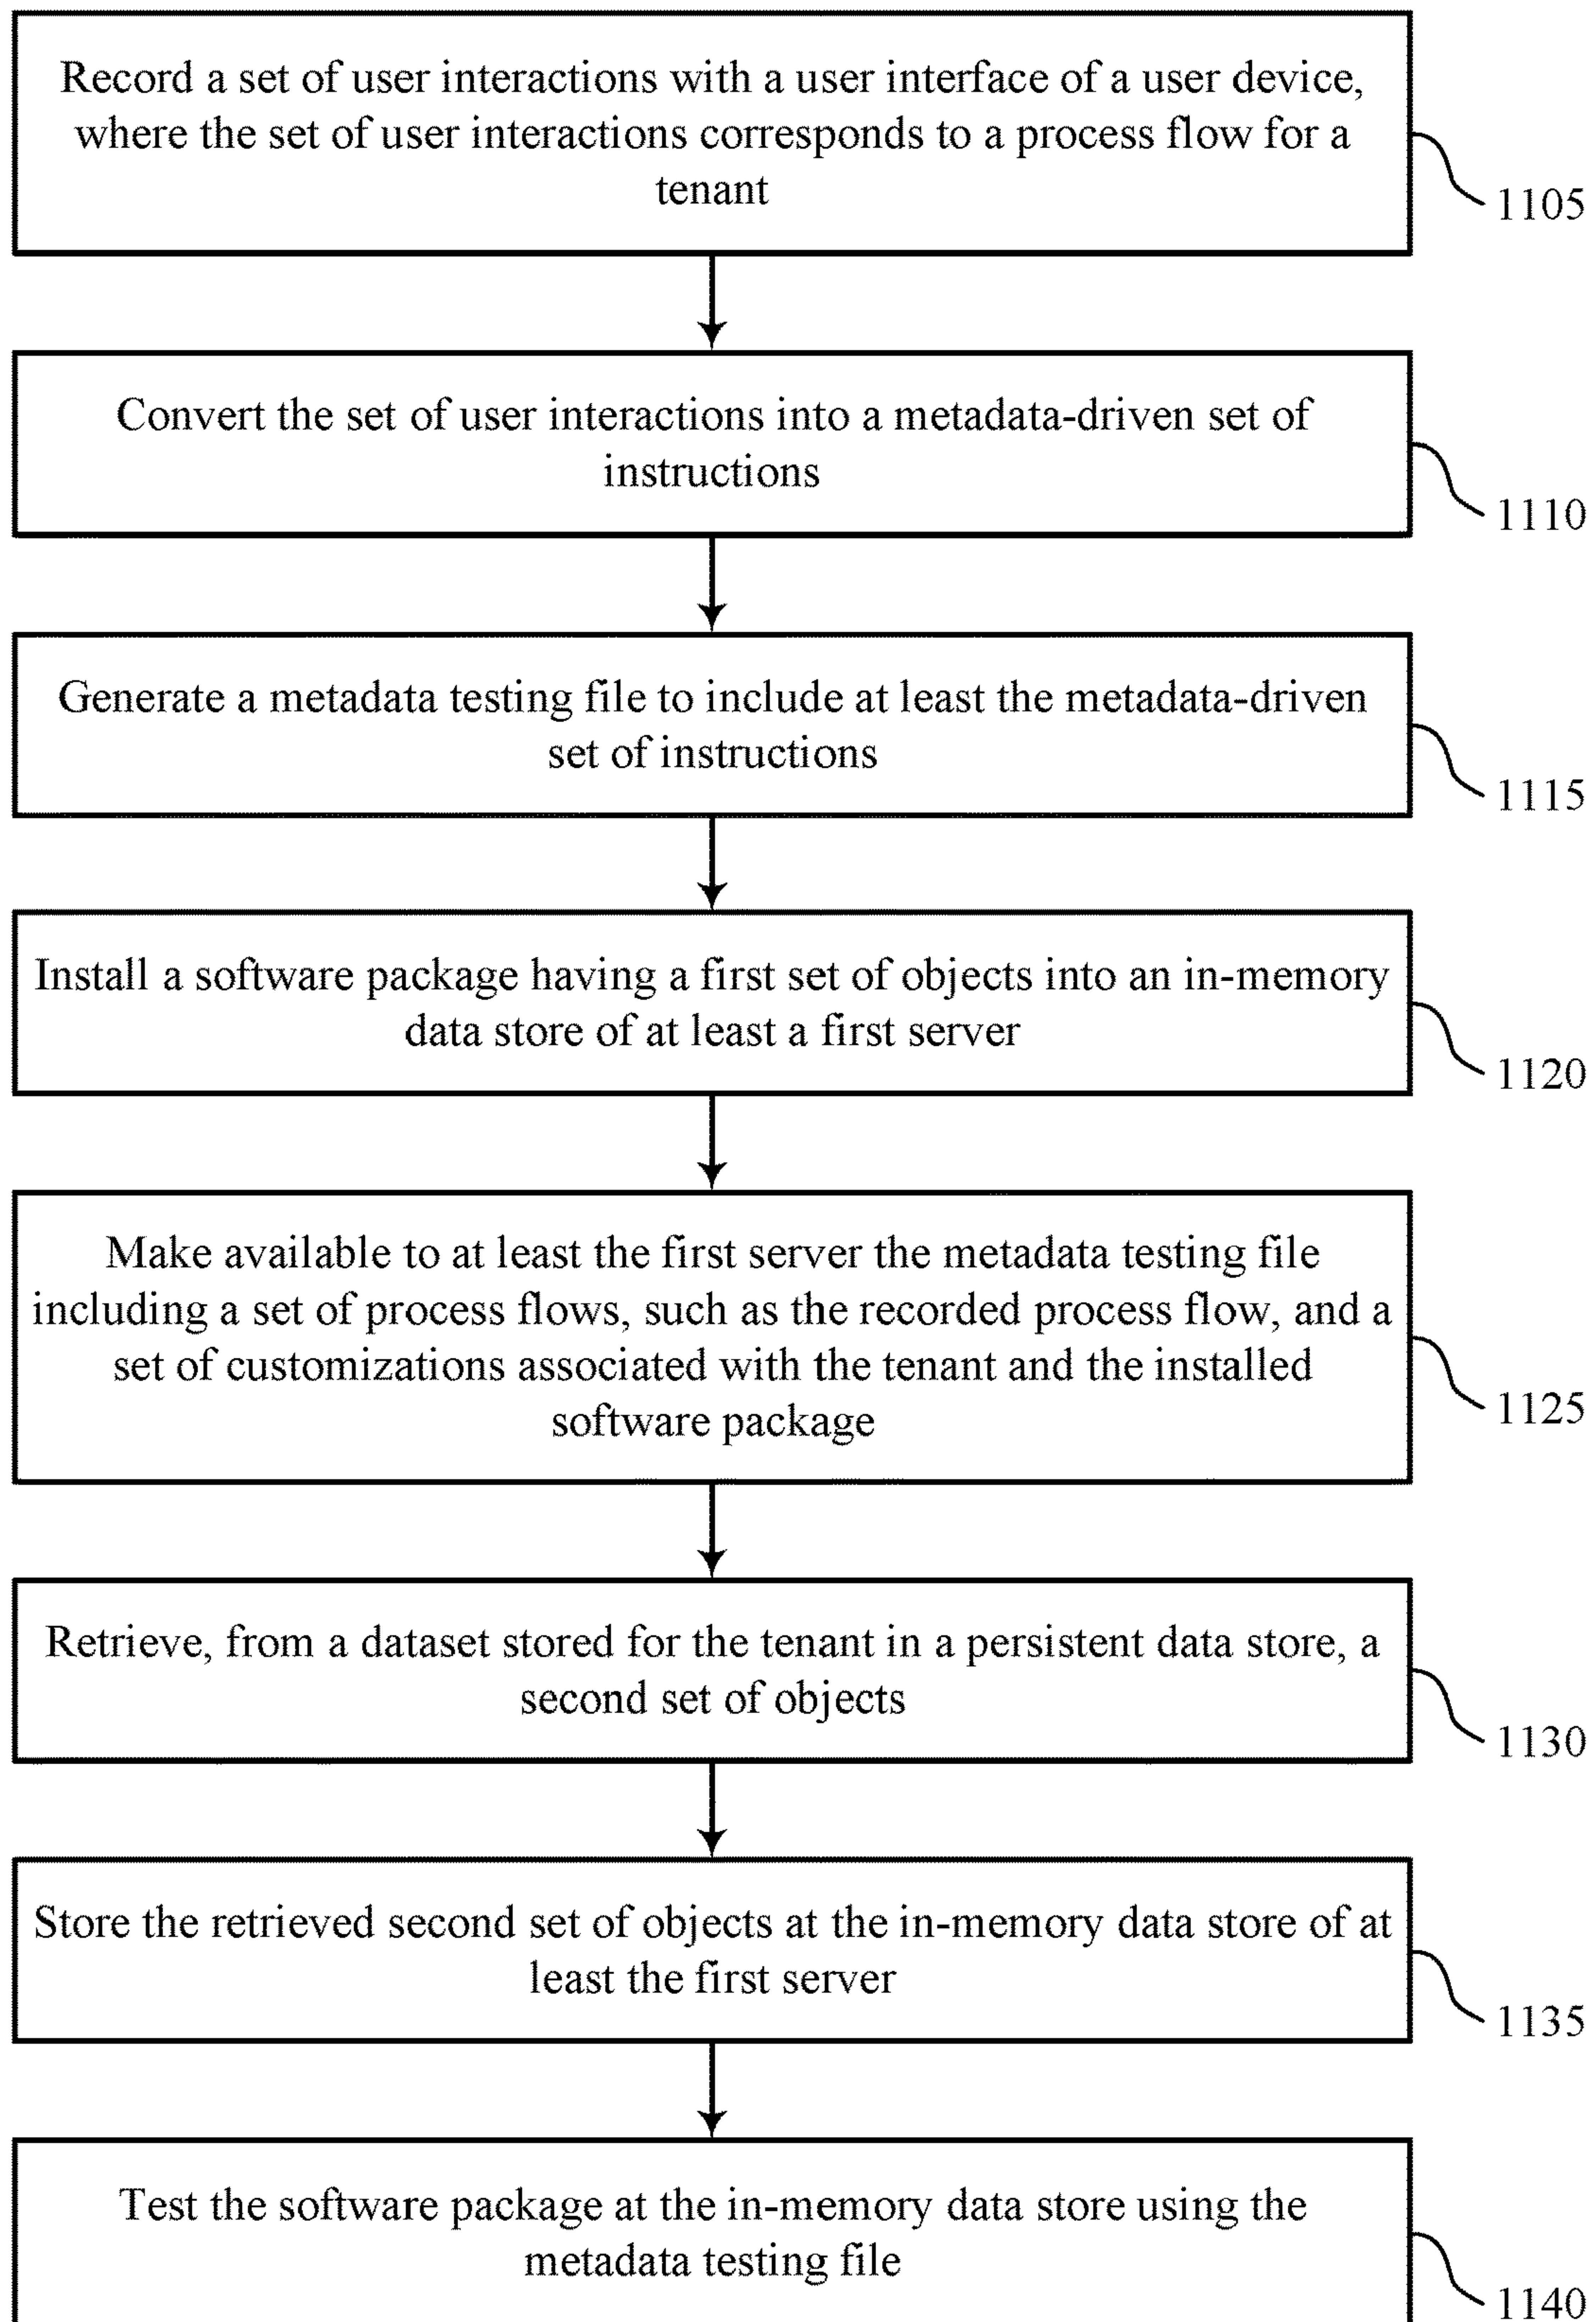 Record a set of user interactions with a user interface of a user device,
where the set of user interactions corresponds to a process flow for a
tenant
1105
Convert the set of user interactions into a metadata-driven set of
instructions
1110
Generate a metadata testing file to include at least the metadata-driven
set of instructions
1115
Install a software package having a first set of objects into an in-memory
data store of at least a first server
1120
Make available to at least the first server the metadata testing file
including a set of process flows, such as the recorded process flow, and a
set of customizations associated with the tenant and the installed
software package
1125
Retrieve, from a dataset stored for the tenant in a persistent data store, a
second set of objects
1130
Store the retrieved second set of objects at the in-memory data store of at
least the first server
1135
Test the software package at the in-memory data store using the
metadata testing file
1140